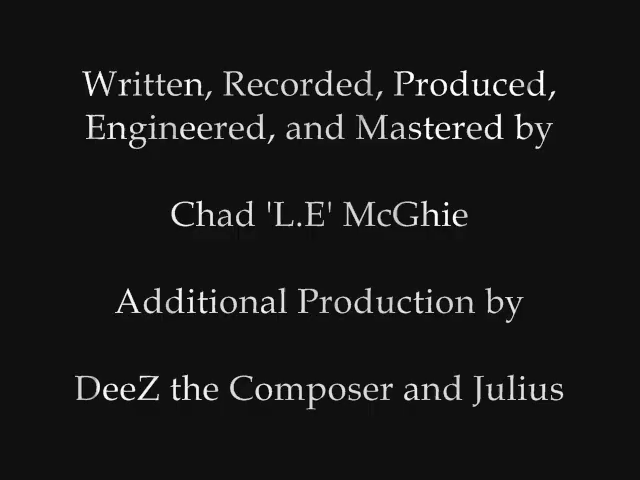 Written, Recorded, Produced,
Engineered, and Mastered by
Chad 'L.E' McGhie
Additional Production by
DeeZ the Composer and Julius